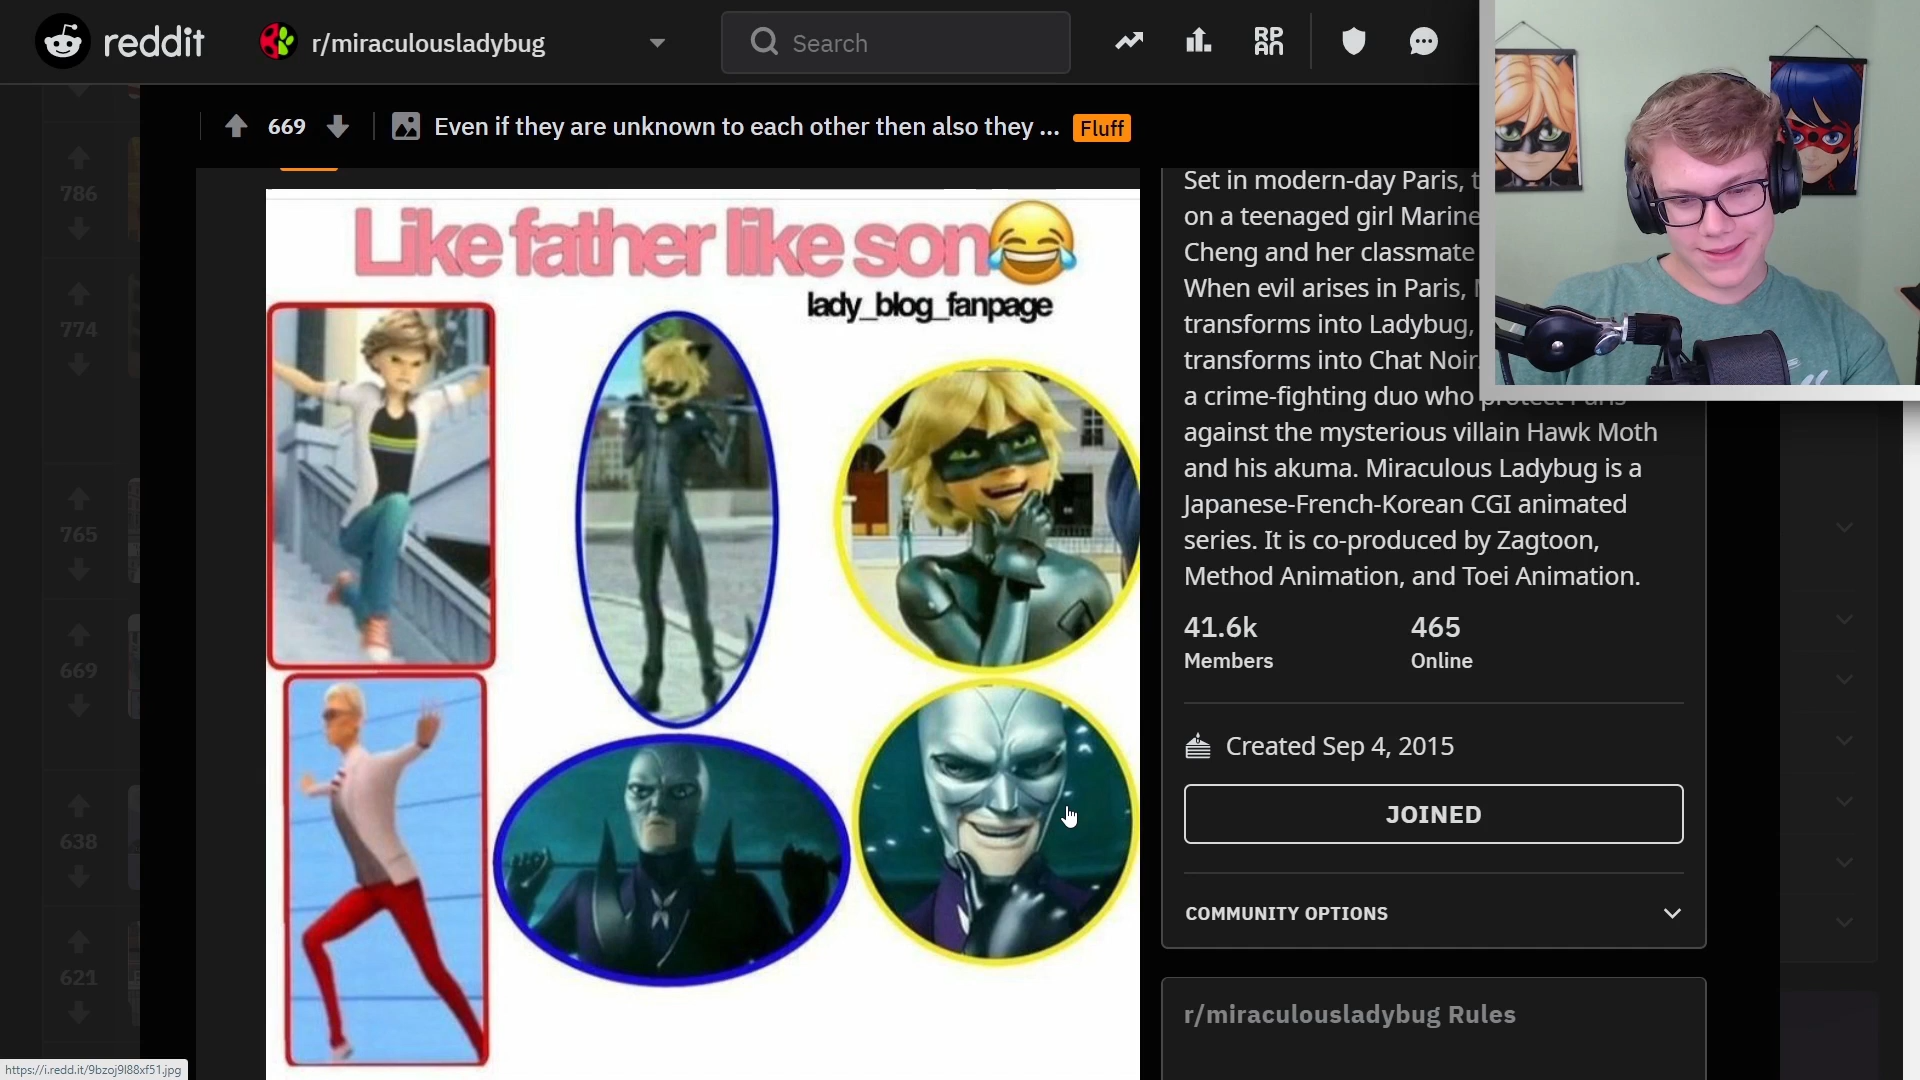 reddit
r/miraculousladybug
Search
RPAN
669
Even if they are unknown to each other then also they ...
Fluff
786
774
765
669
638
621
Like father like son😂
lady_blog_fanpage
Set in modern-day Paris,
on a teenaged girl
Cheng and her classmate
When evil arises in Paris,
transforms into Ladybug,
transforms into Chat Noir.
a crime-fighting duo who protect Paris
against the mysterious villain Hawk Moth
and his akuma. Miraculous Ladybug is a
Japanese-French-Korean CGI animated
series. It is co-produced by Zagtoon,
Method Animation, and Toei Animation.
41.6k
465
Members
Online
Created Sep 4, 2015
JOINED
COMMUNITY OPTIONS
r/miraculousladybug Rules
https://i.redd.it/9bzoj9l88xf51.jpg